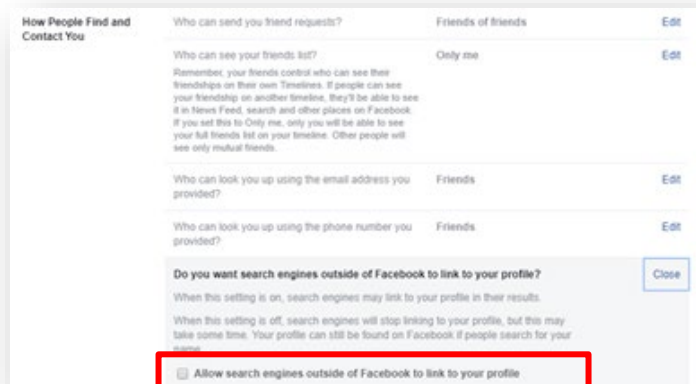 How People Find and
Contact You
Who can send you friend requests? Friends of friends Edit
Who can see your friends list? Only me Edit
Remember, your friends control who can see their
friendships on their own Timelines. If people can see
your friendship on another timeline, they'll be able to see
it in News Feed, search and other places on Facebook.
If you set this to Only me, only you will be able to see
your full friends list on your timeline. Other people will
see only mutual friends.
Who can look you up using the email address you
provided? Friends Edit
Who can look you up using the phone number you
provided? Friends Edit
Do you want search engines outside of Facebook to link to your profile? Close
When this setting is on, search engines may link to your profile in their results.
When this setting is off, search engines will stop linking to your profile, but this may
take some time. Your profile can still be found on Facebook if people search for your
name.
Allow search engines outside of Facebook to link to your profile